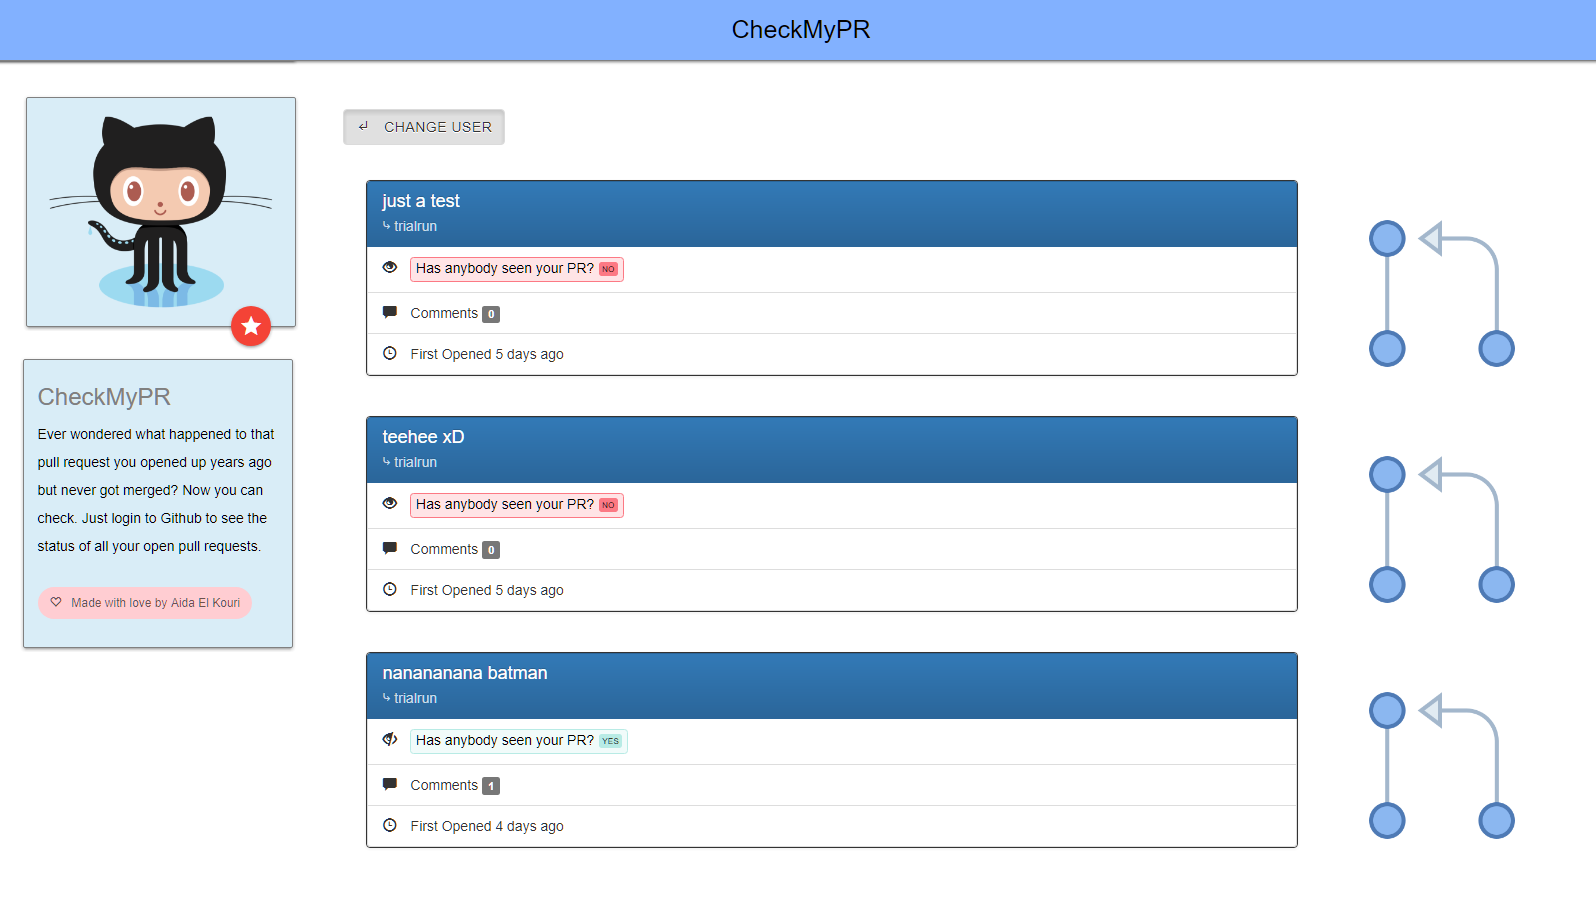 CheckMyPR
CHANGE USER
just a test
trialrun
Has anybody seen your PR? NO
Comments 0
First Opened 5 days ago
teehee xD
trialrun
Has anybody seen your PR? NO
Comments 0
First Opened 5 days ago
nanananana batman
trialrun
Has anybody seen your PR? YES
Comments 1
First Opened 4 days ago
CheckMyPR
Ever wondered what happened to that
pull request you opened up years ago
but never got merged? Now you can
check. Just login to Github to see the
status of all your open pull requests.
Made with love by Aida El Kouri